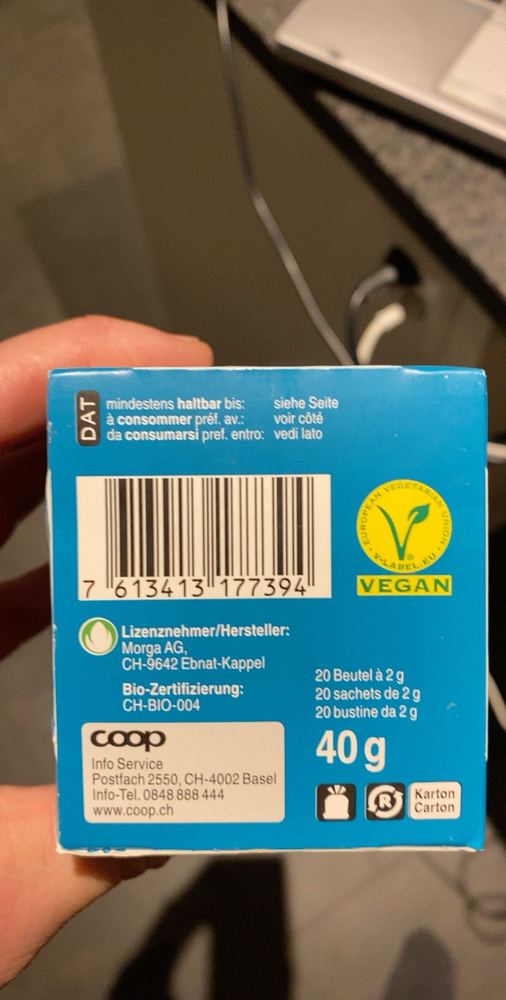 DAT
mindestens haltbar bis: siehe Seite
à consommer préf. av.: voir côté
da consumarsi pref. entro: vedi lato
EUROPEAN VEGETARIAN UNION
V-LABEL.EU
®
VEGAN
7 613413 177394
Lizenznehmer/Hersteller:
Morga AG,
CH-9642 Ebnat-Kappel
Bio-Zertifizierung:
CH-BIO-004
20 Beutel à 2 g
20 sachets de 2 g
20 bustine da 2 g
40 g
coop
Info Service
Postfach 2550, CH-4002 Basel
Info-Tel. 0848 888 444
www.coop.ch
R
Karton
Carton